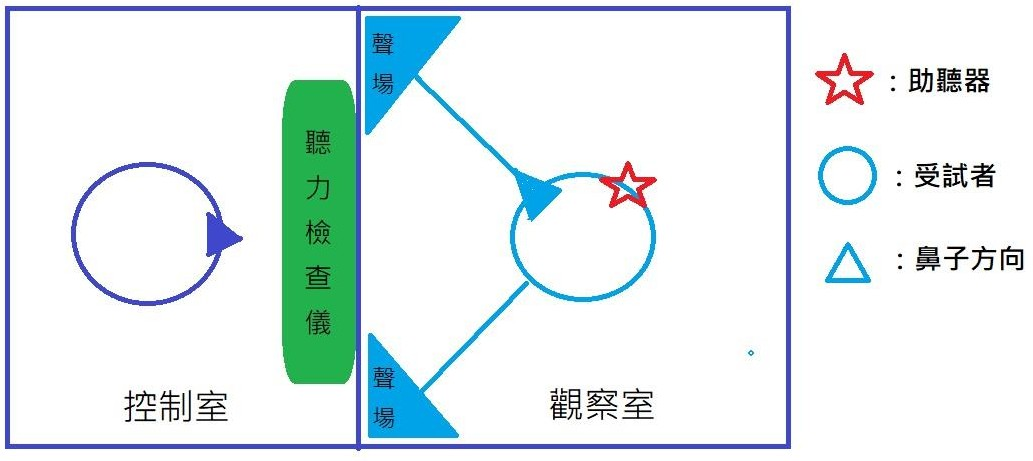 聲場
聽力檢查儀
聲場
控制室
觀察室
：助聽器
：受試者
：鼻子方向